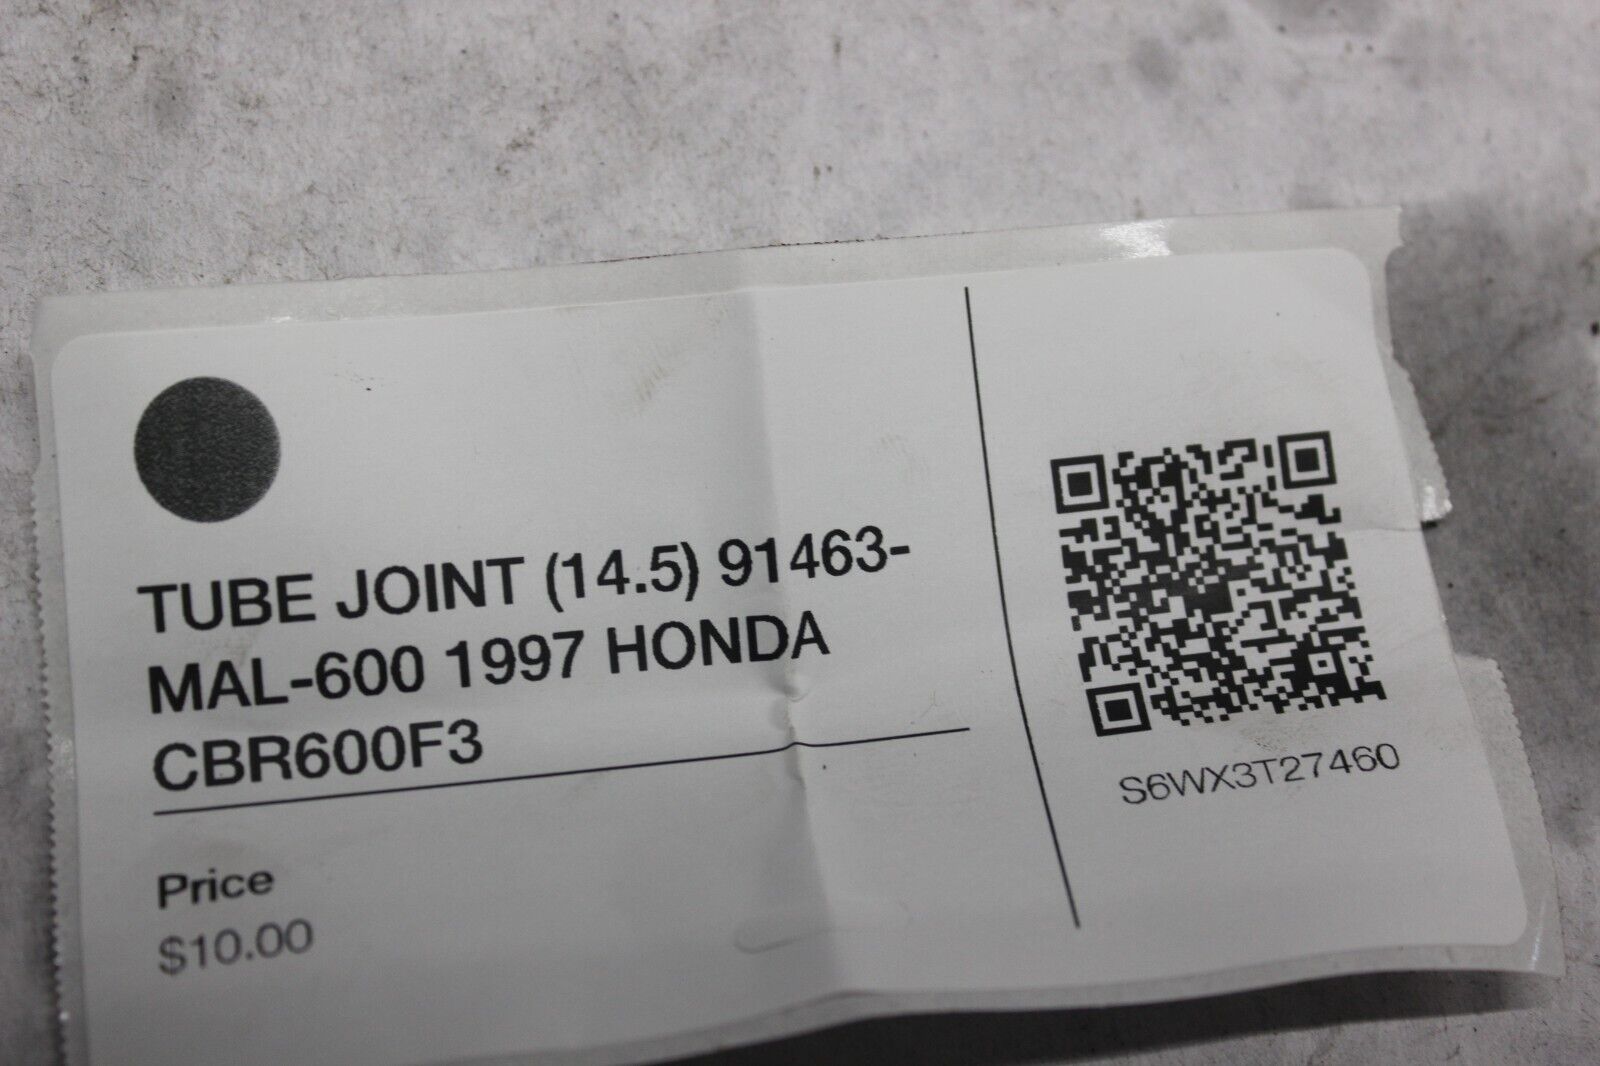 TUBE JOINT (14.5) 91463-
MAL-600 1997 HONDA
CBR600F3
Price
$10.00
S6WX3T27460